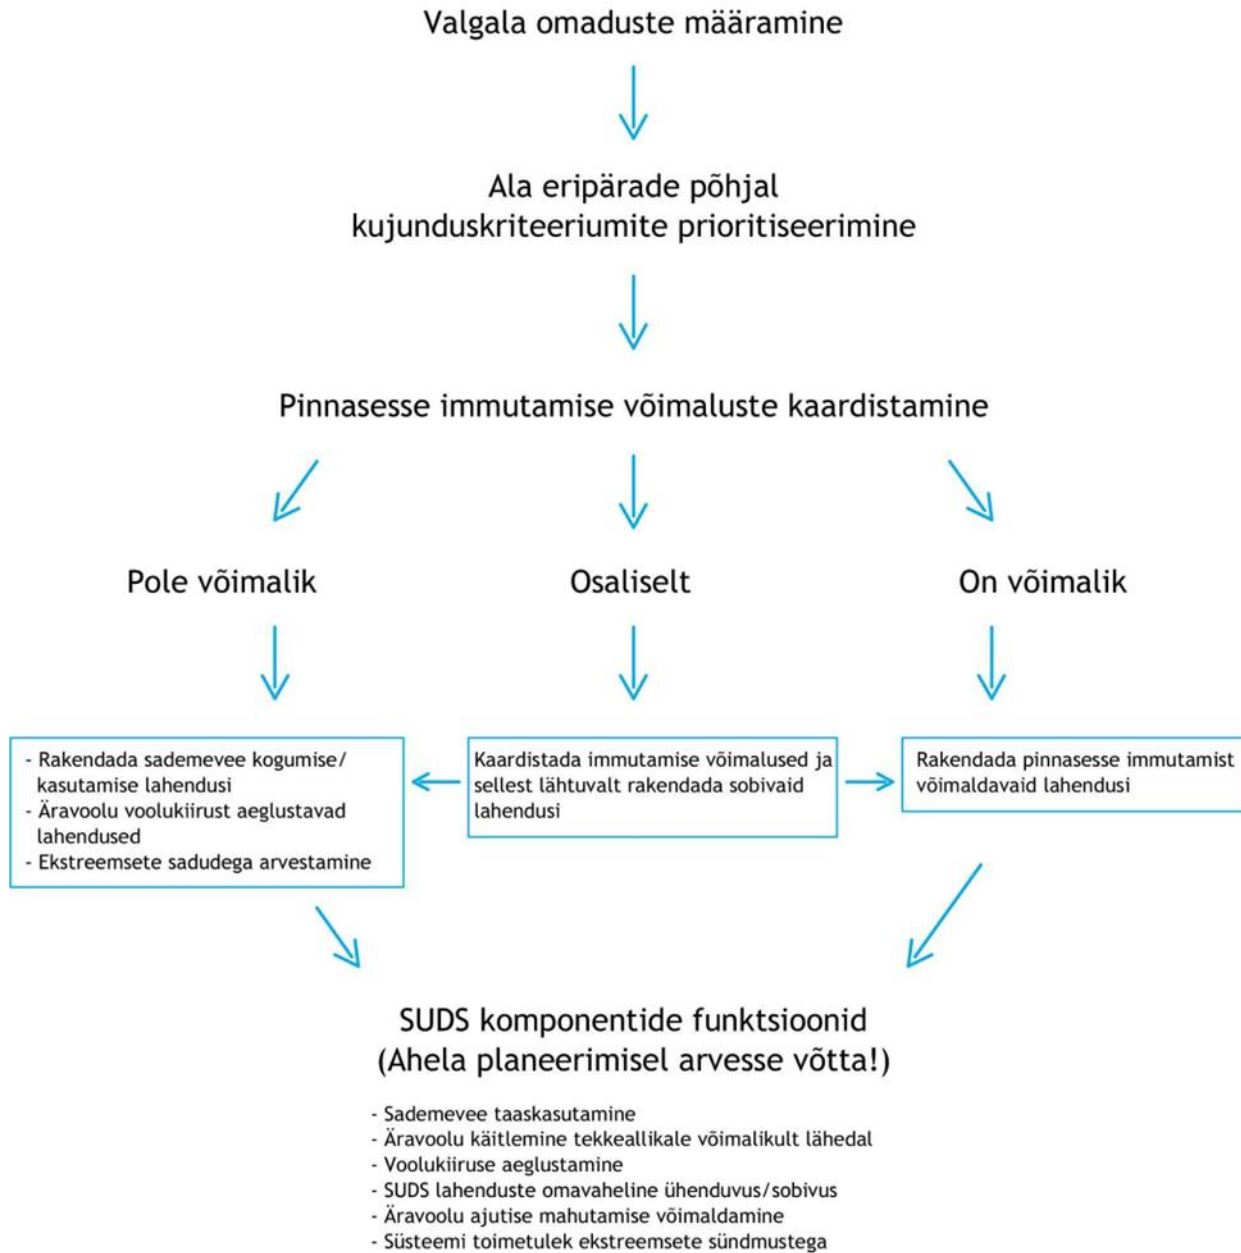 Valgala omaduste määramine
Ala eripärade põhjal
kujunduskriteeriumite prioritiseerimine
Pinnasesse immutamise võimaluste kaardistamine
Pole võimalik
Osaliselt
On võimalik
- Rakendada sademevee kogumise/
kasutamise lahendusi
- Äravoolu voolukiirust aeglustavad
lahendused
- Ekstreemsete sadudega arvestamine
Kaardistada immutamise võimalused ja
sellest lähtuvalt rakendada sobivaid
lahendusi
Rakendada pinnasesse immutamist
võimaldavaid lahendusi
SUDS komponentide funktsioonid
(Ahela planeerimisel arvesse võtta!)
- Sademevee taaskasutamine
- Äravoolu käitlemine tekkeallikale võimalikult lähedal
- Voolukiiruse aeglustamine
- SUDS lahenduste omavaheline ühenduvus/sobivus
- Äravoolu ajutise mahutamise võimaldamine
- Süsteemi toimetulek ekstreemsete sündmustega